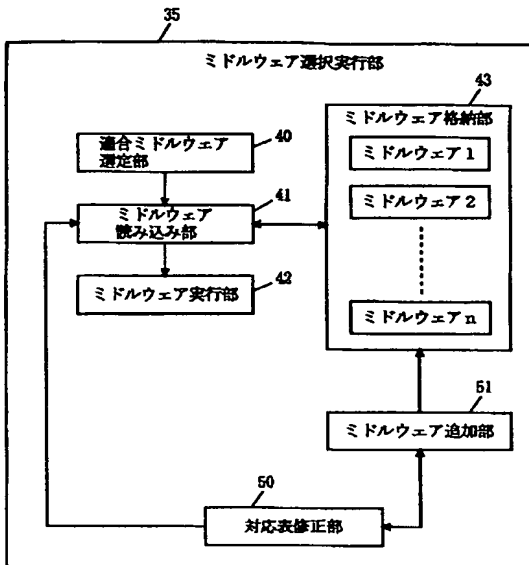 35
ミドルウェア選択実行部
43
ミドルウェア格納部
ミドルウェア1
ミドルウェア2
ミドルウェアn
適合ミドルウェア
選定部
40
ミドルウェア
読み込み部
41
ミドルウェア実行部
42
51
ミドルウェア追加部
50
対応表修正部